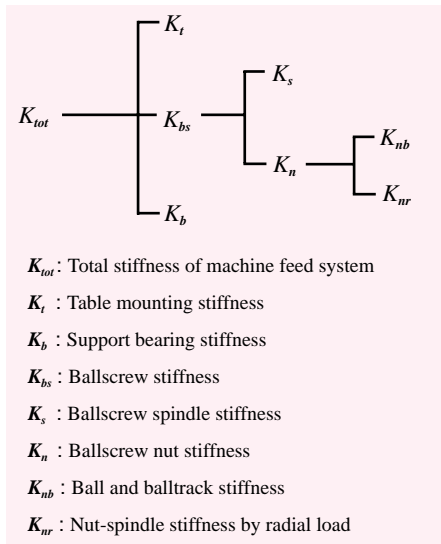 K_t
K_s
K_tot K_bs K_nb
K_n
K_nr
K_b
K_tot : Total stiffness of machine feed system
K_t : Table mounting stiffness
K_b : Support bearing stiffness
K_bs : Ballscrew stiffness
K_s : Ballscrew spindle stiffness
K_n : Ballscrew nut stiffness
K_nb : Ball and balltrack stiffness
K_nr : Nut-spindle stiffness by radial load